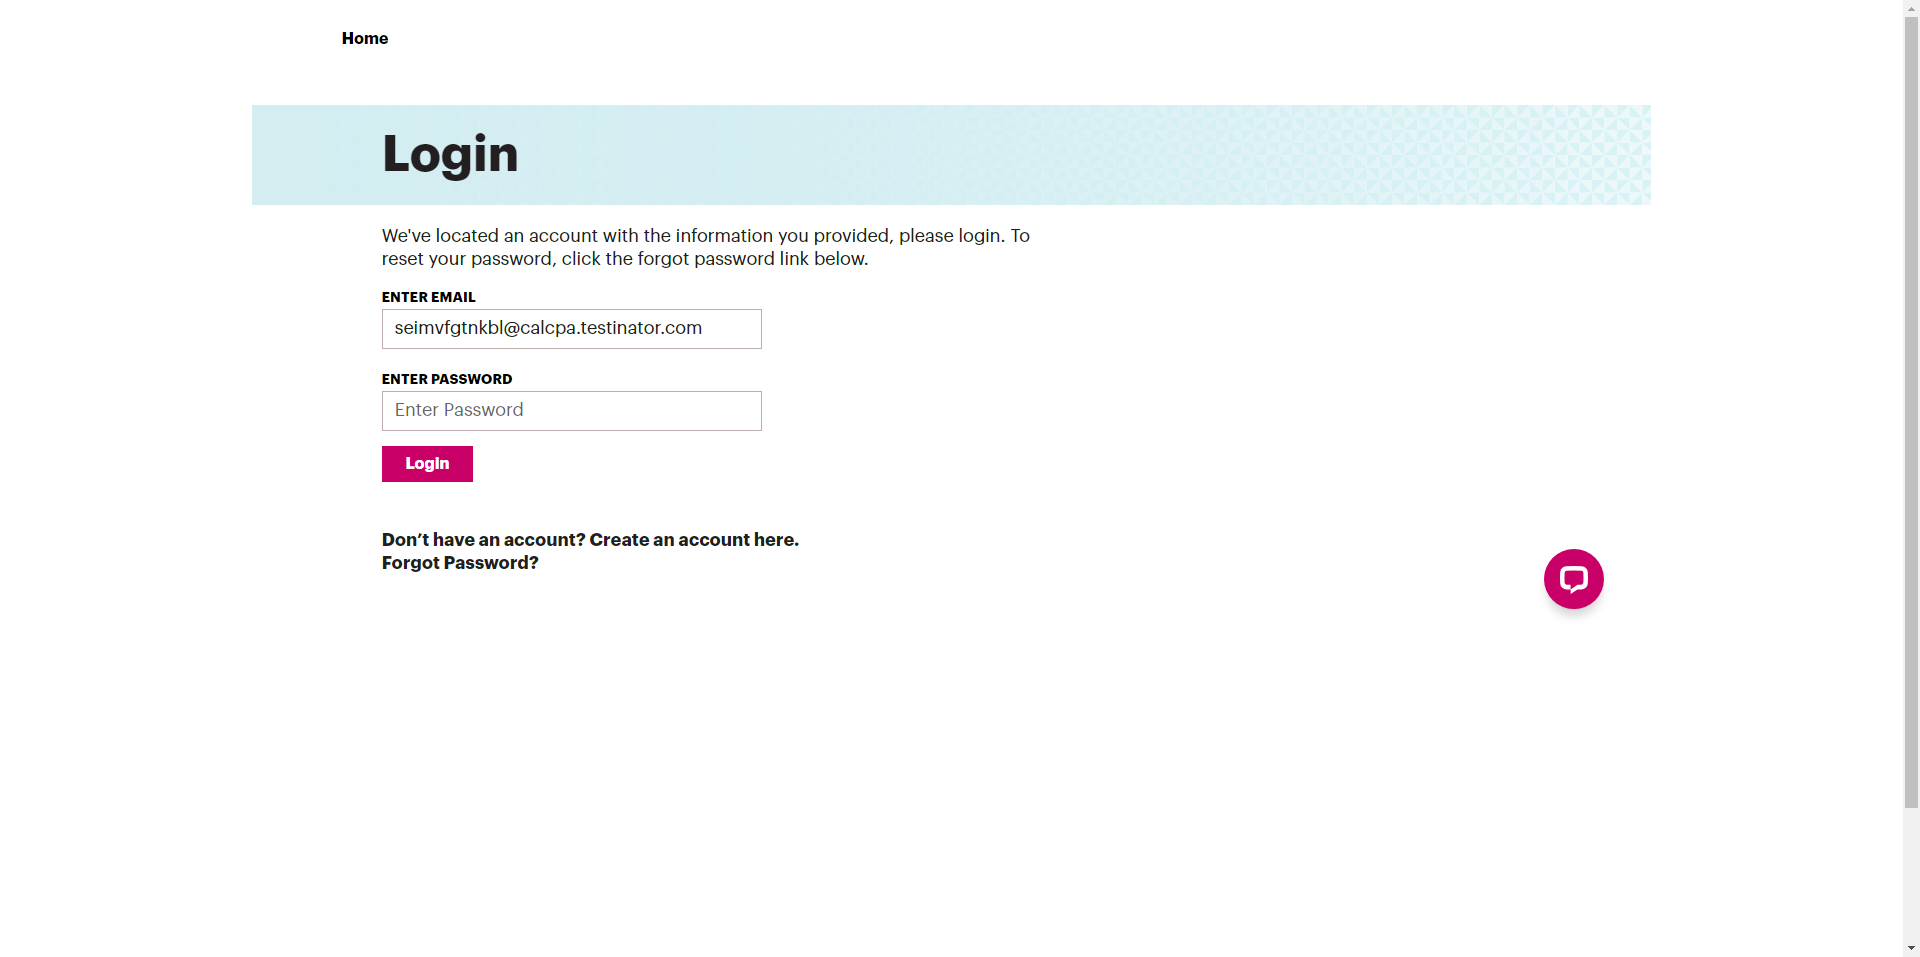 Home
Login
We've located an account with the information you provided, please login. To
reset your password, click the forgot password link below.
ENTER EMAIL
seimvfgtnkbl@calcpa.testinator.com
ENTER PASSWORD
Enter Password
Login
Don’t have an account? Create an account here.
Forgot Password?